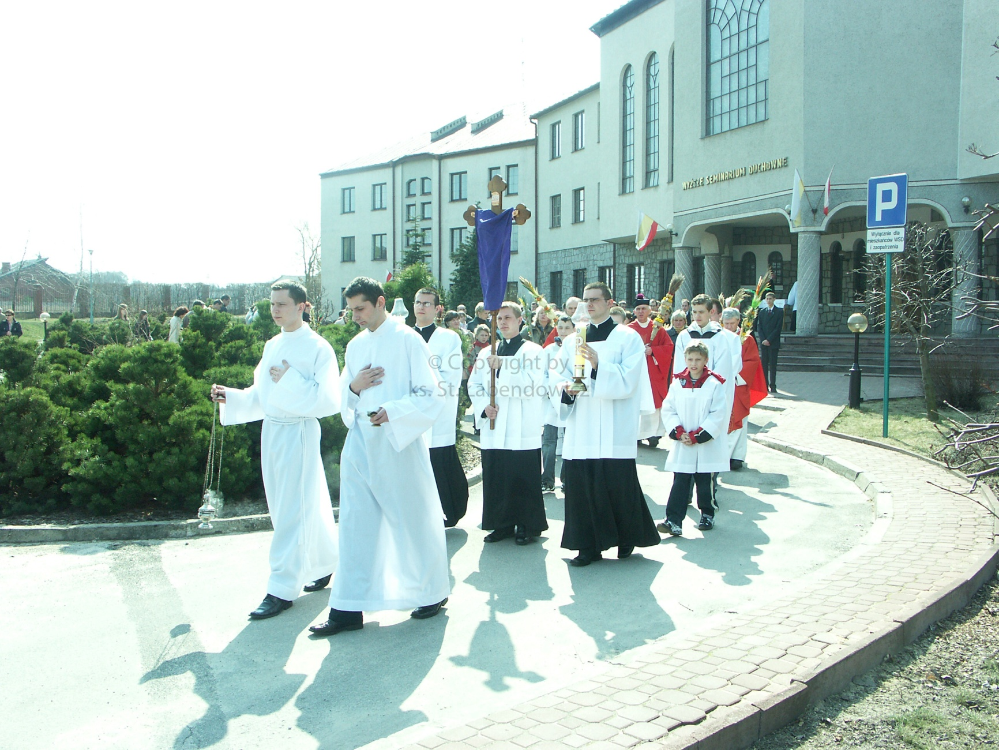 WYŻSZE SEMINARIUM DUCHOWNE
P
Wyłącznie dla
mieszkańców WSD
i zaopatrzenia
© Copyright by
ks. St. Łabendowicz